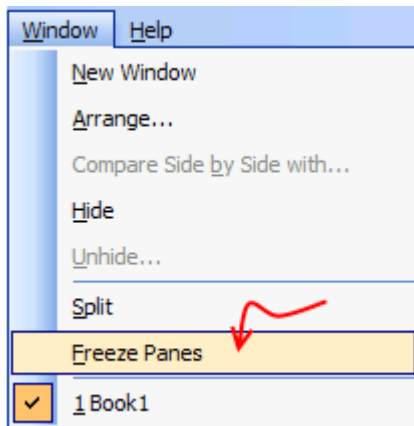 Window Help
New Window
Arrange...
Compare Side by Side with...
Hide
Unhide...
Split
Freeze Panes
1 Book1